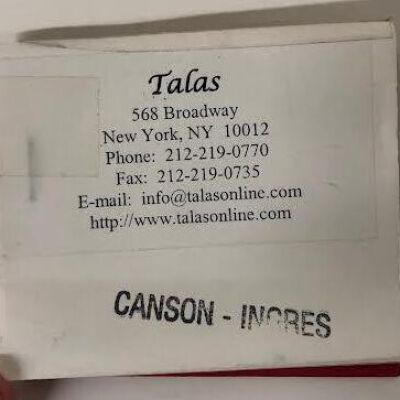 Talas
568 Broadway
New York, NY 10012
Phone: 212-219-0770
Fax: 212-219-0735
E-mail: info@talasonline.com
http://www.talasonline.com
CANSON - INGRES